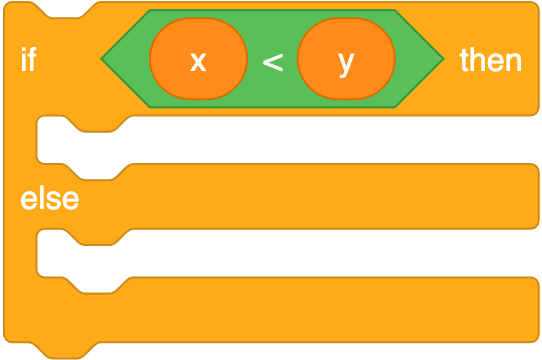 if x < y then
else